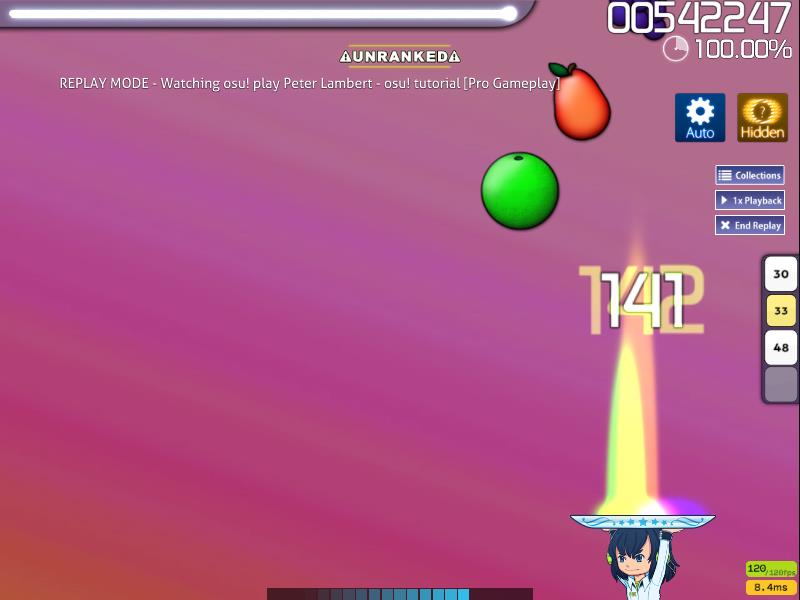 00542247
100.00%
⚠UNRANKED⚠
REPLAY MODE - Watching osu! play Peter Lambert - osu! tutorial [Pro Gameplay]
Auto
Hidden
?
Collections
1x Playback
End Replay
30
33
48
141
142
120/120fps
8.4ms